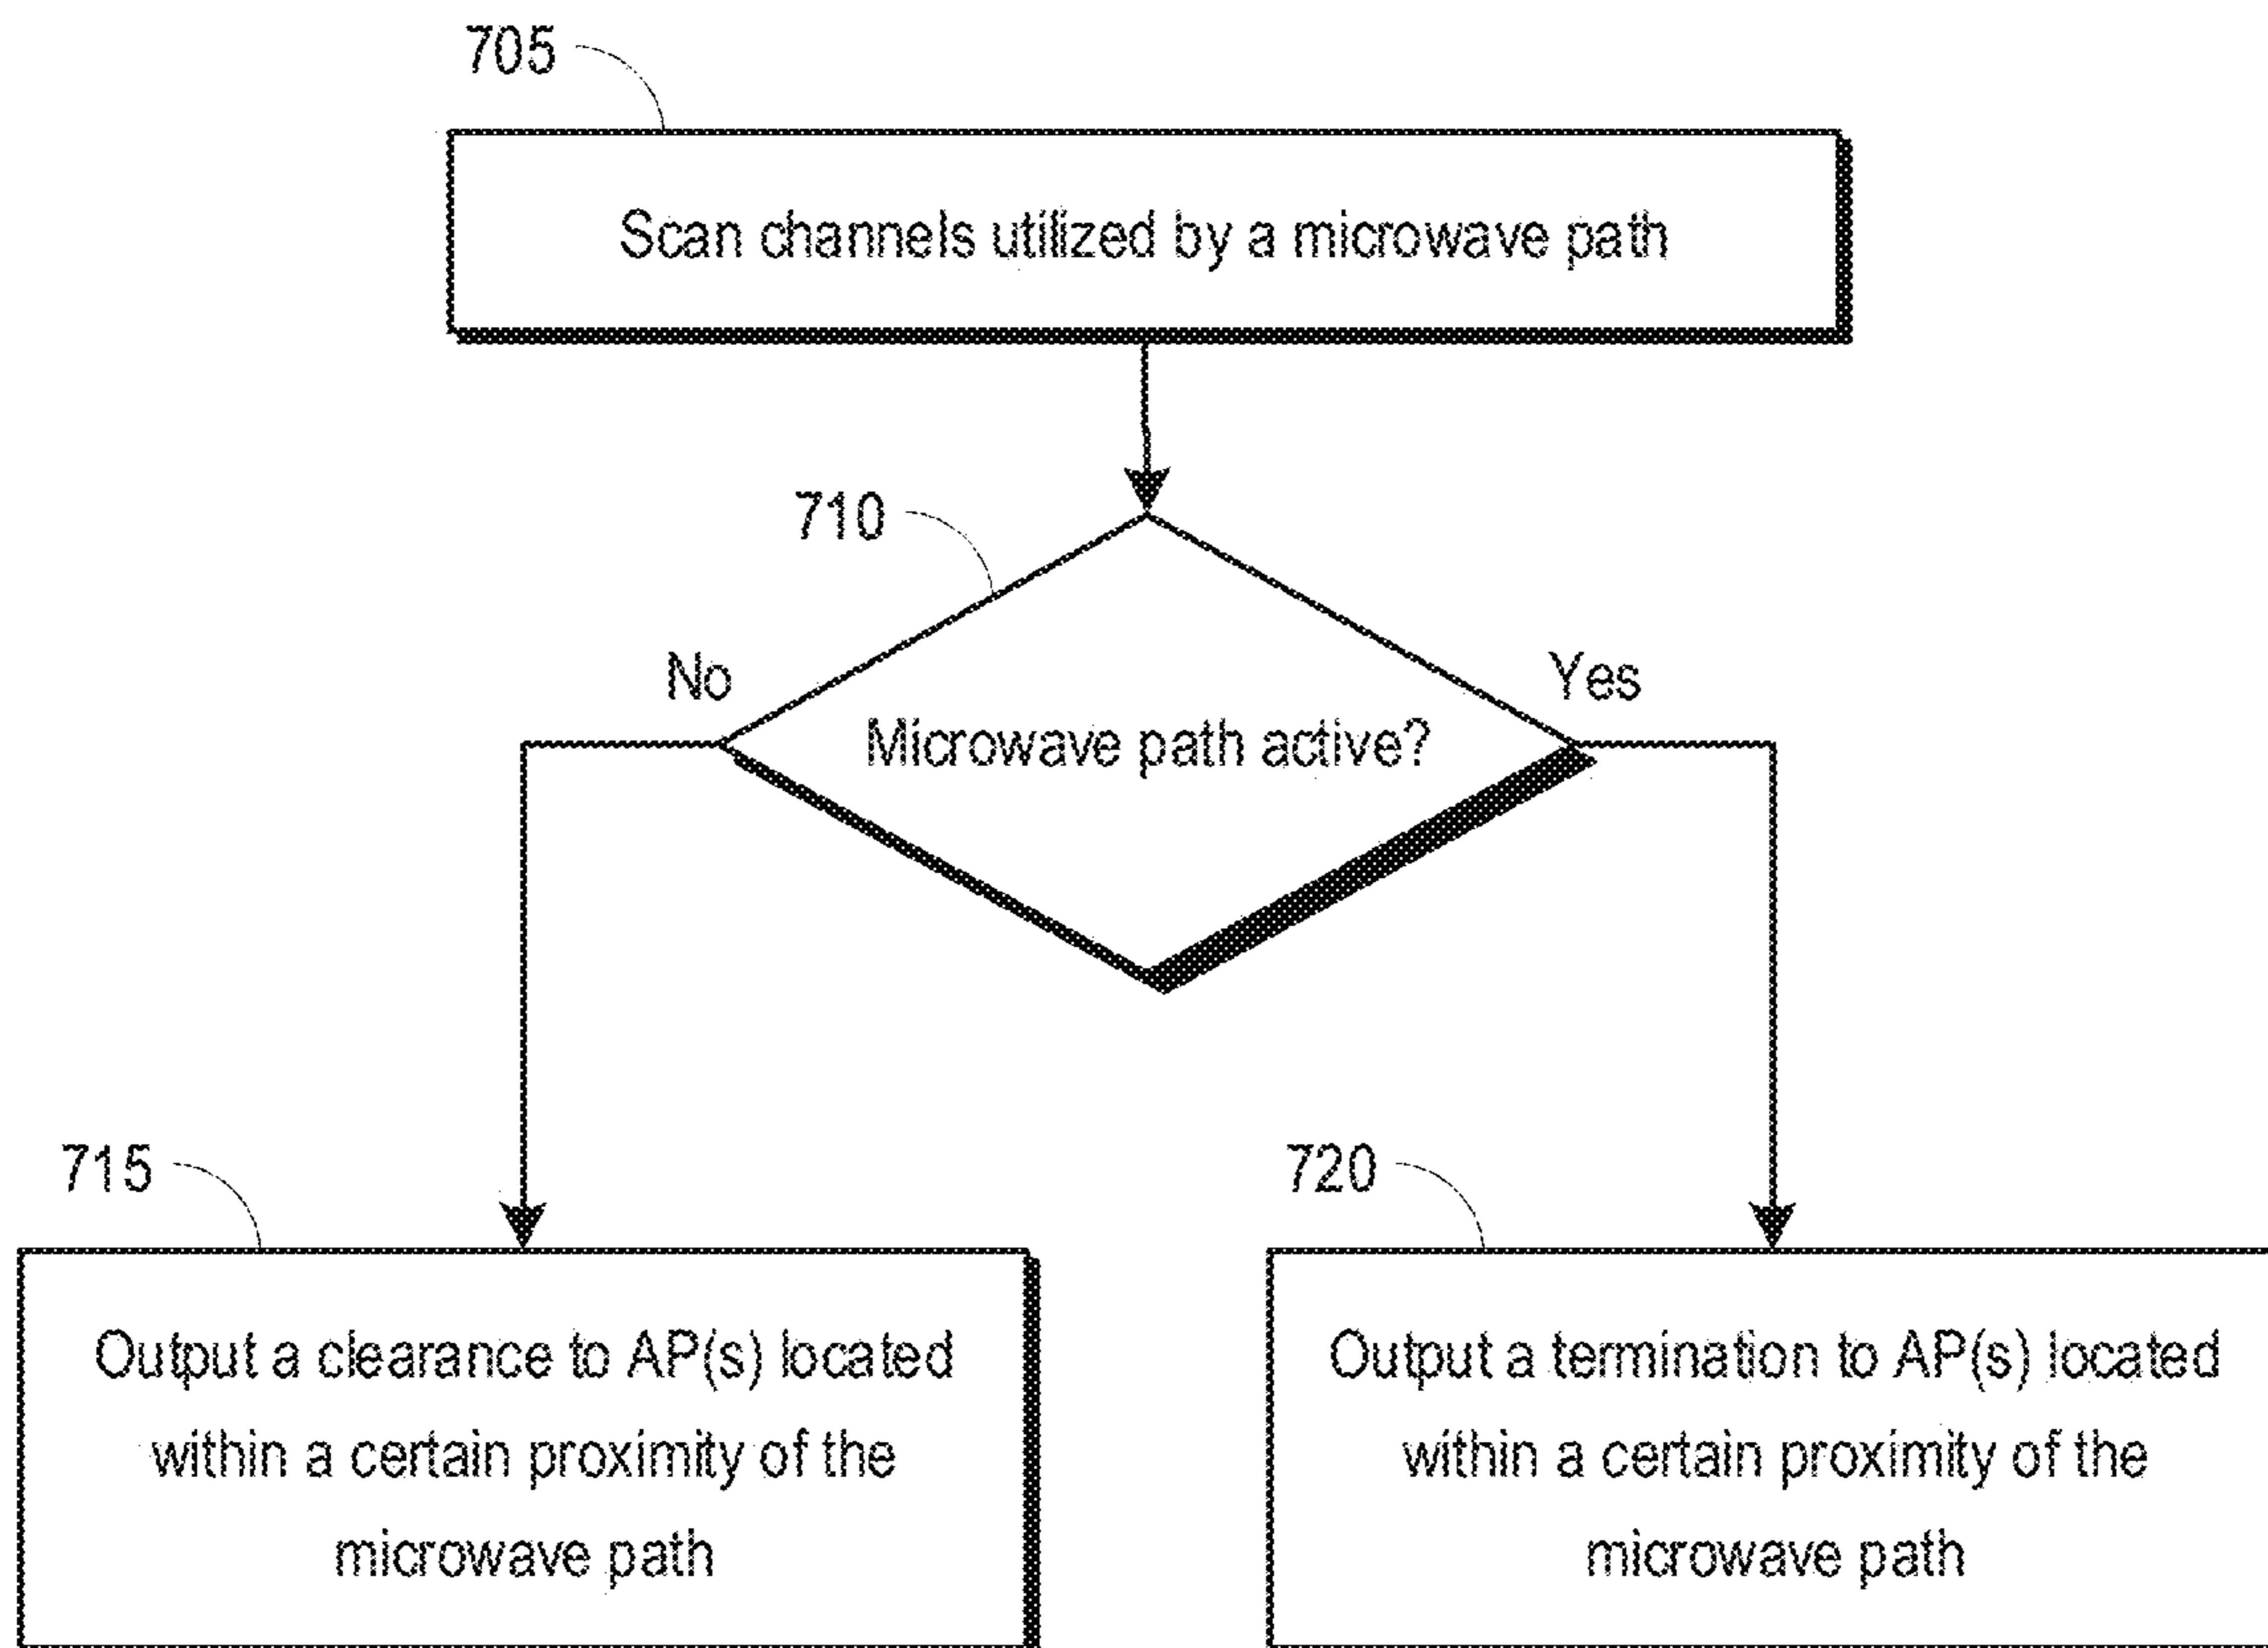 705
Scan channels utilized by a microwave path
710
No
Yes
Microwave path active?
715
720
Output a clearance to AP(s) located
within a certain proximity of the
microwave path
Output a termination to AP(s) located
within a certain proximity of the
microwave path